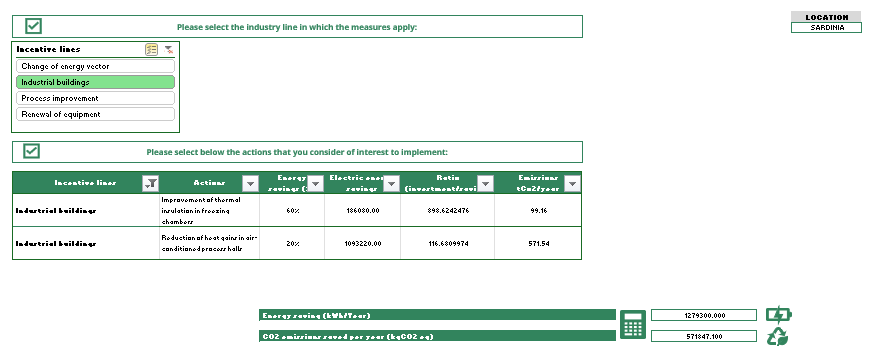 Please select the industry line in which the measures apply:
LOCATION
SARDINIA
Incentive lines
Change of energy vector
Industrial buildings
Process improvement
Renewal of equipment
Please select below the actions that you consider of interest to implement:
Incentive lines Actions Energy Electric ener Ratio Emissions
savings (% savings (investment/savi tCo2/year
Improvement of thermal
Industrial buildings insulation in freezing 60% 186080.00 898.6242476 99.16
chambers
Reduction of heat gains in air-
Industrial buildings 20% 1093220.00 116.6809974 571.54
conditioned process halls
Energy saving (kWh/Year) 1279300.000
CO2 emissions saved per year (kgCO2 eq) 571847.100